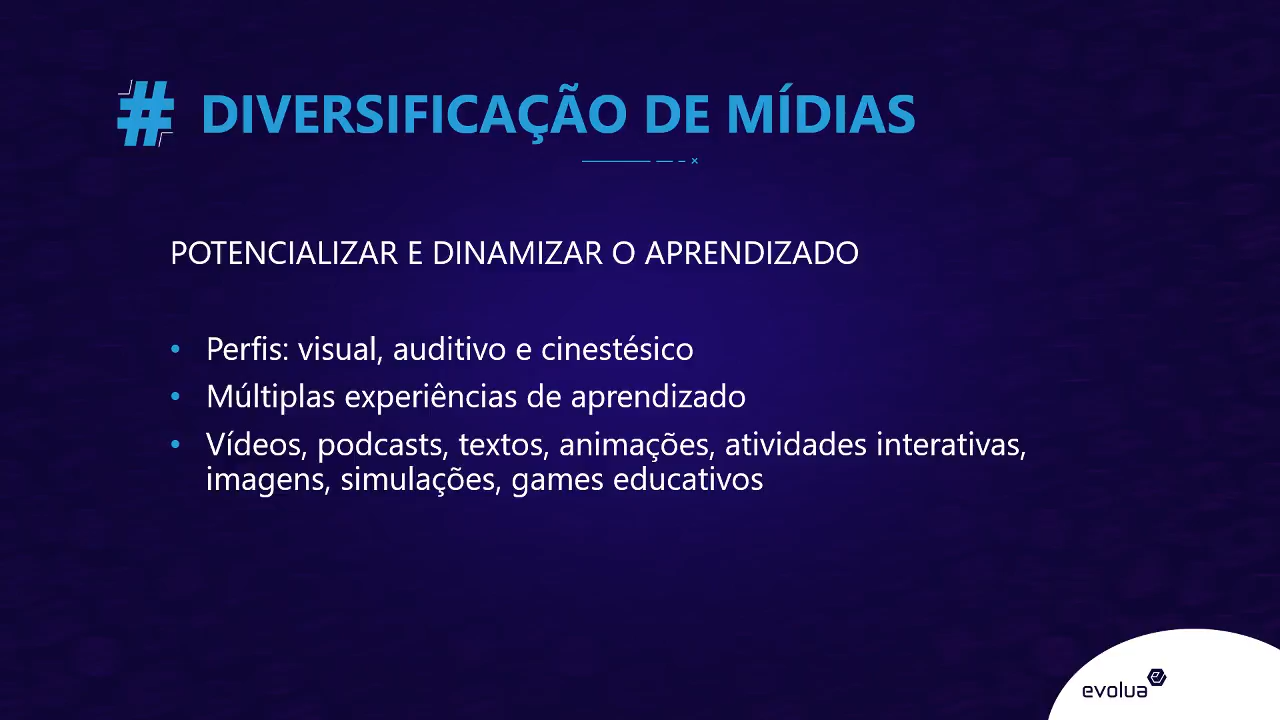 # DIVERSIFICAÇÃO DE MÍDIAS
POTENCIALIZAR E DINAMIZAR O APRENDIZADO
• Perfis: visual, auditivo e cinestésico
• Múltiplas experiências de aprendizado
• Vídeos, podcasts, textos, animações, atividades interativas,
imagens, simulações, games educativos
evolua